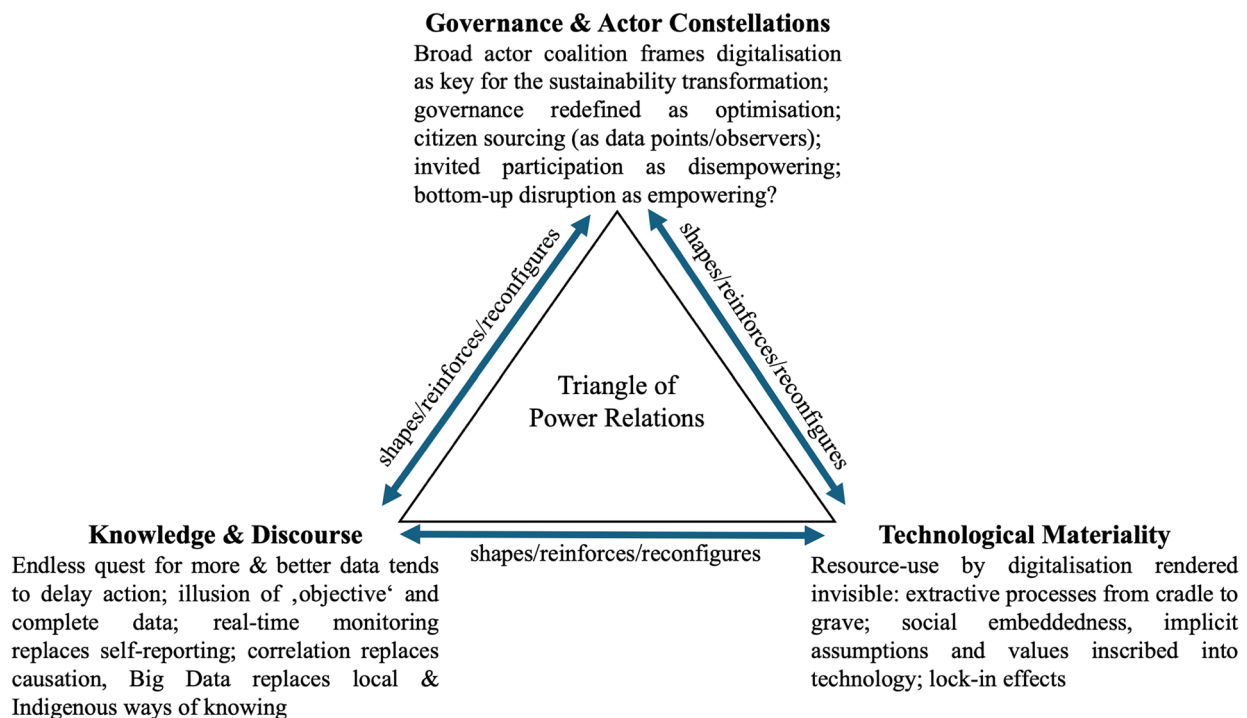 Governance & Actor Constellations
Broad actor coalition frames digitalisation
as key for the sustainability transformation;
governance redefined as optimisation;
citizen sourcing (as data points/observers);
invited participation as disempowering;
bottom-up disruption as empowering?
shapes/reinforces/reconfigures
shapes/reinforces/reconfigures
Triangle of
Power Relations
shapes/reinforces/reconfigures
Knowledge & Discourse
Endless quest for more & better data tends
to delay action; illusion of ‚objective‘ and
complete data; real-time monitoring
replaces self-reporting; correlation replaces
causation, Big Data replaces local &
Indigenous ways of knowing
Technological Materiality
Resource-use by digitalisation rendered
invisible: extractive processes from cradle to
grave; social embeddedness, implicit
assumptions and values inscribed into
technology; lock-in effects